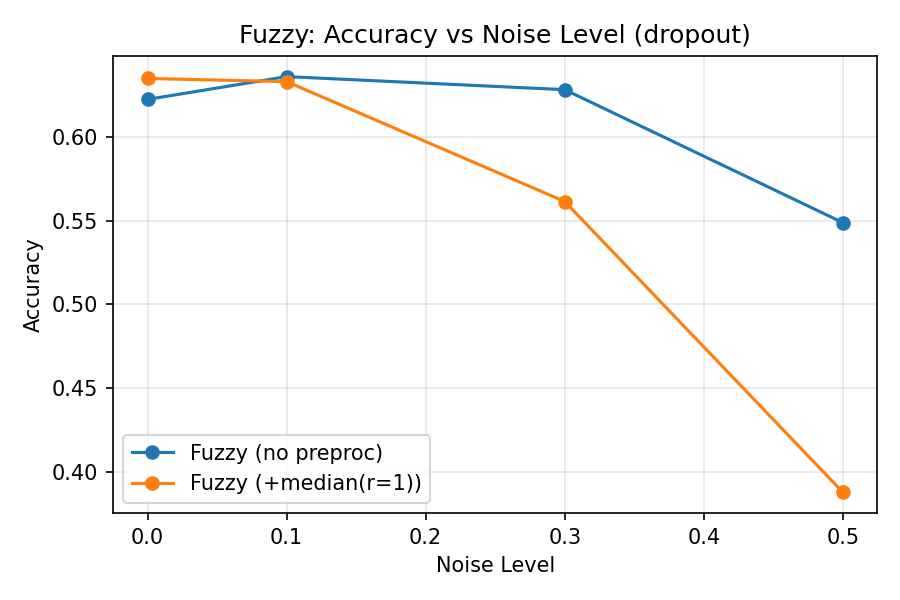 Fuzzy: Accuracy vs Noise Level (dropout)
Accuracy
0.60
0.55
0.50
0.45
0.40
Fuzzy (no preproc)
Fuzzy (+median(r=1))
0.0 0.1 0.2 0.3 0.4 0.5
Noise Level